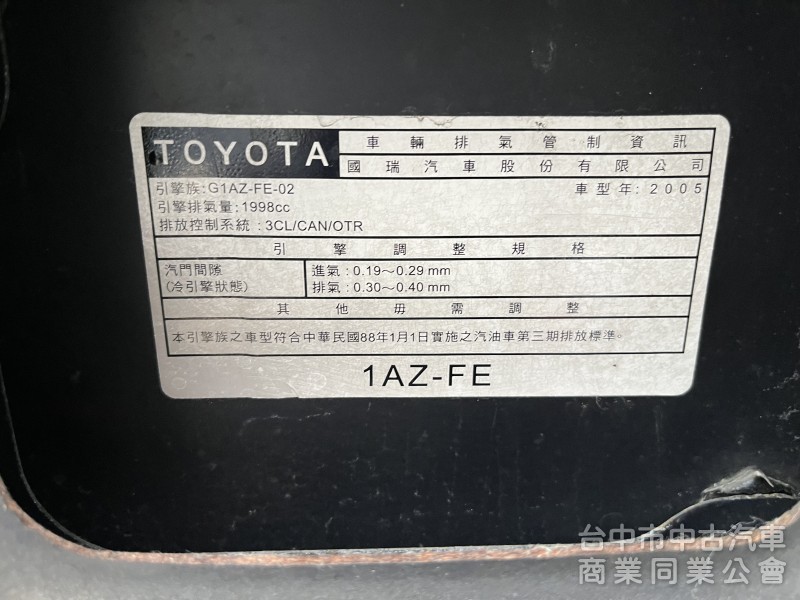 TOYOTA
車輛排氣管制資訊
國瑞汽車股份有限公司
引擎族:G1AZ-FE-02
車型年:2005
引擎排氣量:1998cc
排放控制系統:3CL/CAN/OTR
引擎調整規格
汽門間隙
(冷引擎狀態)
進氣:0.19～0.29 mm
排氣:0.30～0.40 mm
其他毋需調整
本引擎族之車型符合中華民國88年1月1日實施之汽油車第三期排放標準。
1AZ-FE
台中市中古汽車
商業同業公會